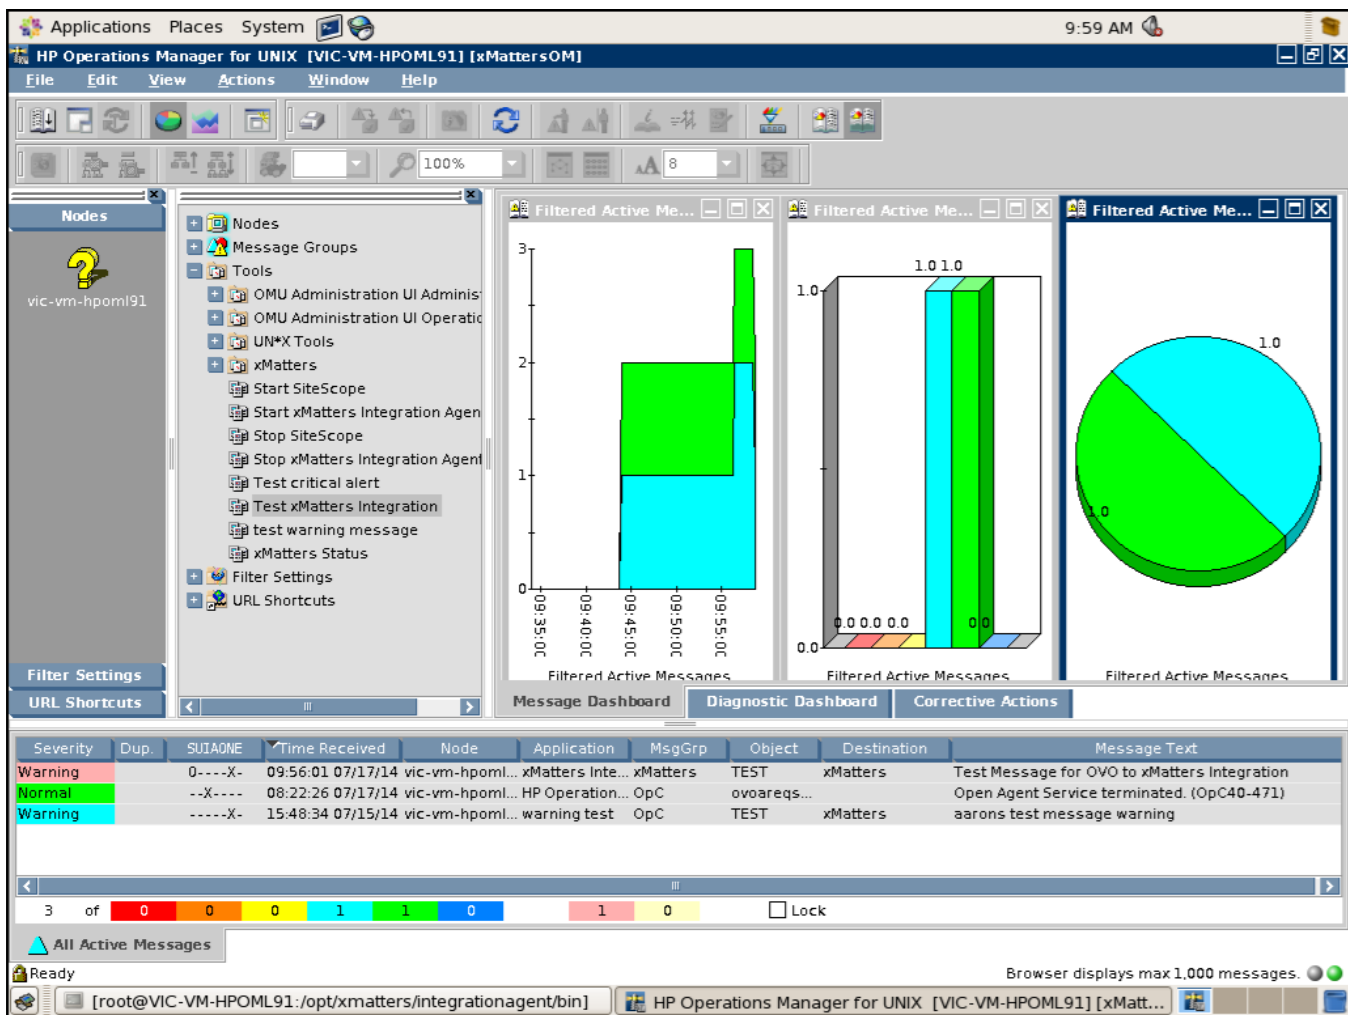 Applications Places System 9:59 AM
HP Operations Manager for UNIX [VIC-VM-HPOML91] [xMattersOM]
File Edit View Actions Window Help
100% 8
Nodes
vic-vm-hpoml91
Filter Settings
URL Shortcuts
Nodes
Message Groups
Tools
OMU Administration UI Adminis
OMU Administration UI Operatio
UN*X Tools
xMatters
Start SiteScope
Start xMatters Integration Agen
Stop SiteScope
Stop xMatters Integration Agent
Test critical alert
Test xMatters Integration
test warning message
xMatters Status
Filter Settings
URL Shortcuts
Filtered Active Me...
3
2
1
0
09:35:00 09:40:00 09:45:00 09:50:00 09:55:00
Filtered Active Messages
Filtered Active Me...
1.0 1.0
1.0
0.0 0.0 0.0 0.0
0.0
Filtered Active Messages
Filtered Active Me...
1.0
1.0
Filtered Active Messages
Message Dashboard Diagnostic Dashboard Corrective Actions
Severity Dup. SUIAONE Time Received Node Application MsgGrp Object Destination Message Text
Warning O----X- 09:56:01 07/17/14 vic-vm-hpoml... xMatters Inte... xMatters TEST xMatters Test Message for OVO to xMatters Integration
Normal --X---- 08:22:26 07/17/14 vic-vm-hpoml... HP Operation... OpC ovoareqs... Open Agent Service terminated. (OpC40-471)
Warning -----X- 15:48:34 07/15/14 vic-vm-hpoml... warning test OpC TEST xMatters aarons test message warning
3 of 0 0 0 1 1 0 1 0 Lock
All Active Messages
Ready Browser displays max 1,000 messages.
[root@VIC-VM-HPOML91:/opt/xmatters/integrationagent/bin] HP Operations Manager for UNIX [VIC-VM-HPOML91] [xMatt...